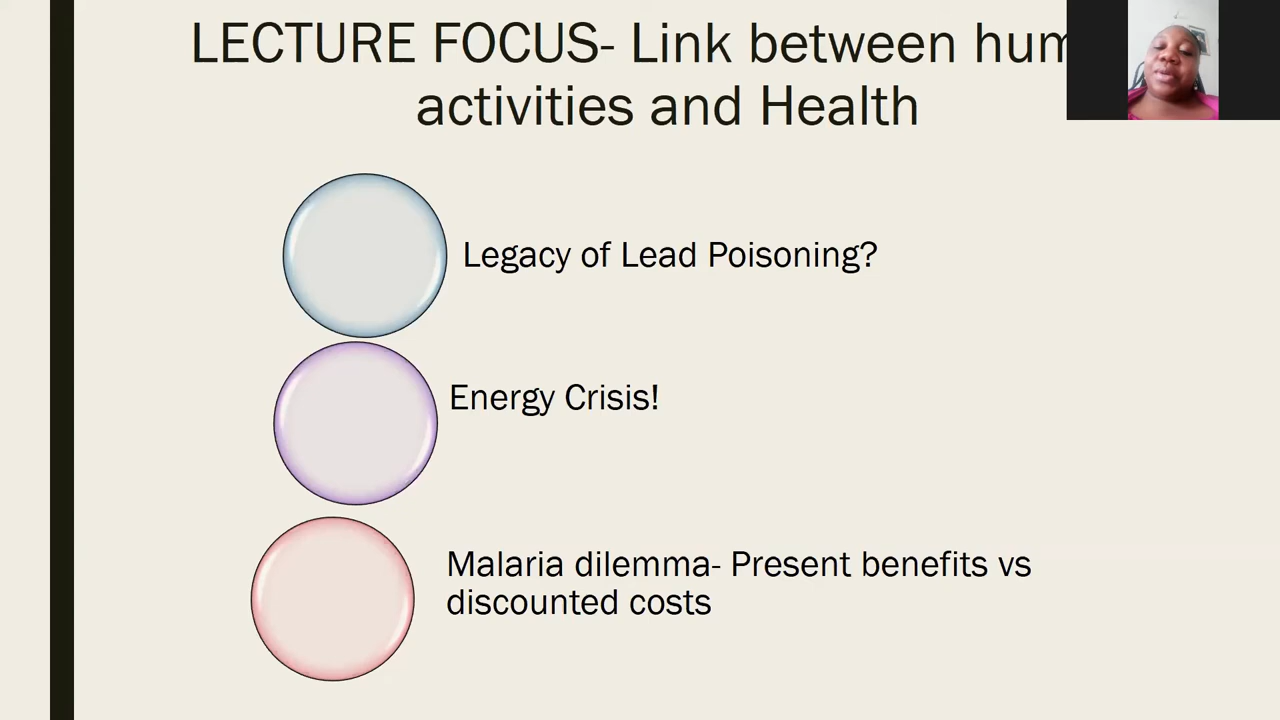 LECTURE FOCUS- Link between hum
activities and Health
Legacy of Lead Poisoning?
Energy Crisis!
Malaria dilemma- Present benefits vs
discounted costs